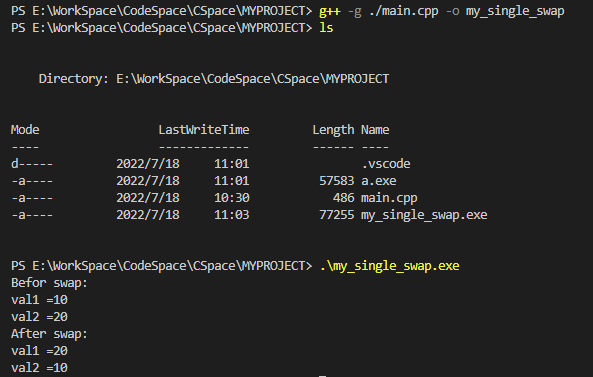 PS E:\WorkSpace\CodeSpace\CSpace\MYPROJECT> g++ -g ./main.cpp -o my_single_swap
PS E:\WorkSpace\CodeSpace\CSpace\MYPROJECT> ls
Directory: E:\WorkSpace\CodeSpace\CSpace\MYPROJECT
Mode LastWriteTime Length Name
---- ------------- ------ ----
d----- 2022/7/18 11:01 .vscode
-a---- 2022/7/18 11:01 57583 a.exe
-a---- 2022/7/18 10:30 486 main.cpp
-a---- 2022/7/18 11:03 77255 my_single_swap.exe
PS E:\WorkSpace\CodeSpace\CSpace\MYPROJECT> .\my_single_swap.exe
Befor swap:
val1 =10
val2 =20
After swap:
val1 =20
val2 =10